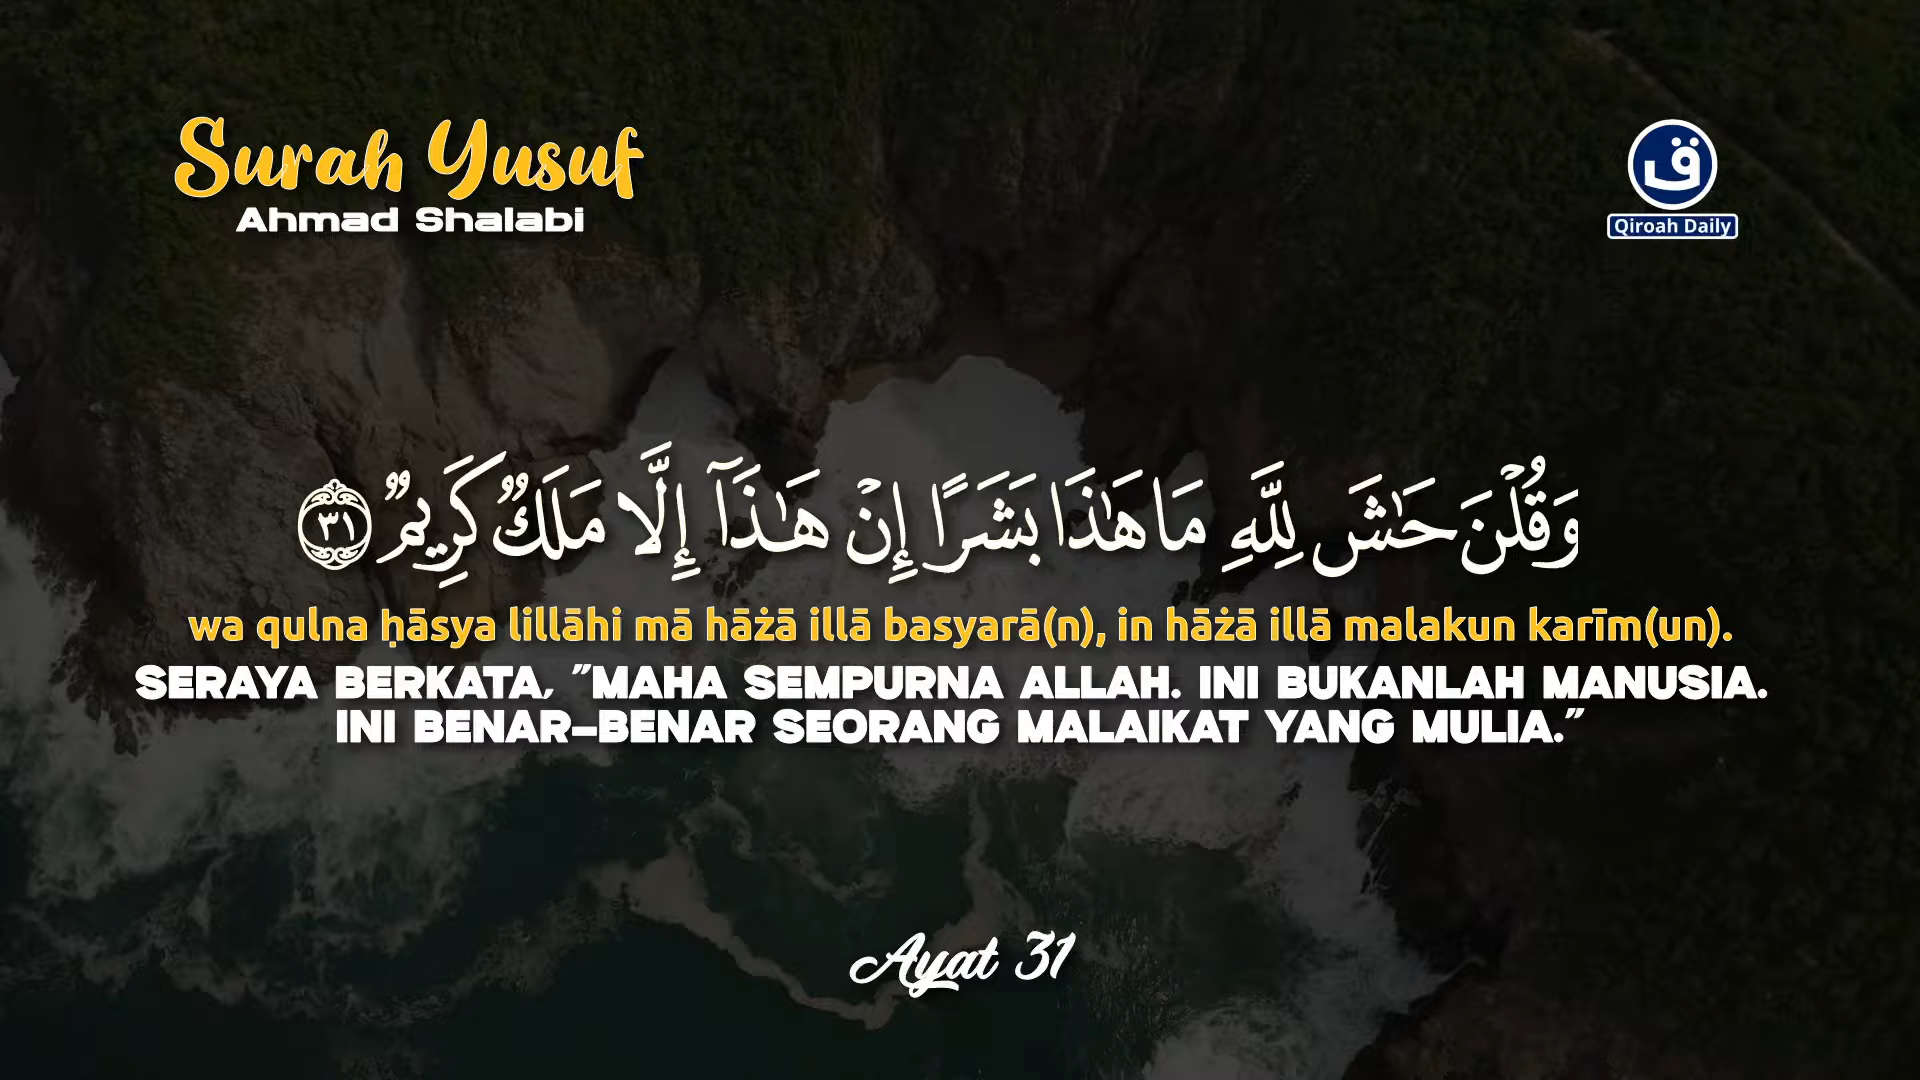 Surah Yusuf
Ahmad Shalabi
ق
Qiroah Daily
وَقُلْنَ حَـٰشَ لِلَّهِ مَا هَـٰذَا بَشَرًا إِنْ هَـٰذَآ إِلَّا مَلَكٌ كَرِيمٌ ٣١
wa qulna ḥāsya lillāhi mā hāżā illā basyarā(n), in hāżā illā malakun karīm(un).
SERAYA BERKATA, "MAHA SEMPURNA ALLAH. INI BUKANLAH MANUSIA.
INI BENAR-BENAR SEORANG MALAIKAT YANG MULIA."
Ayat 31